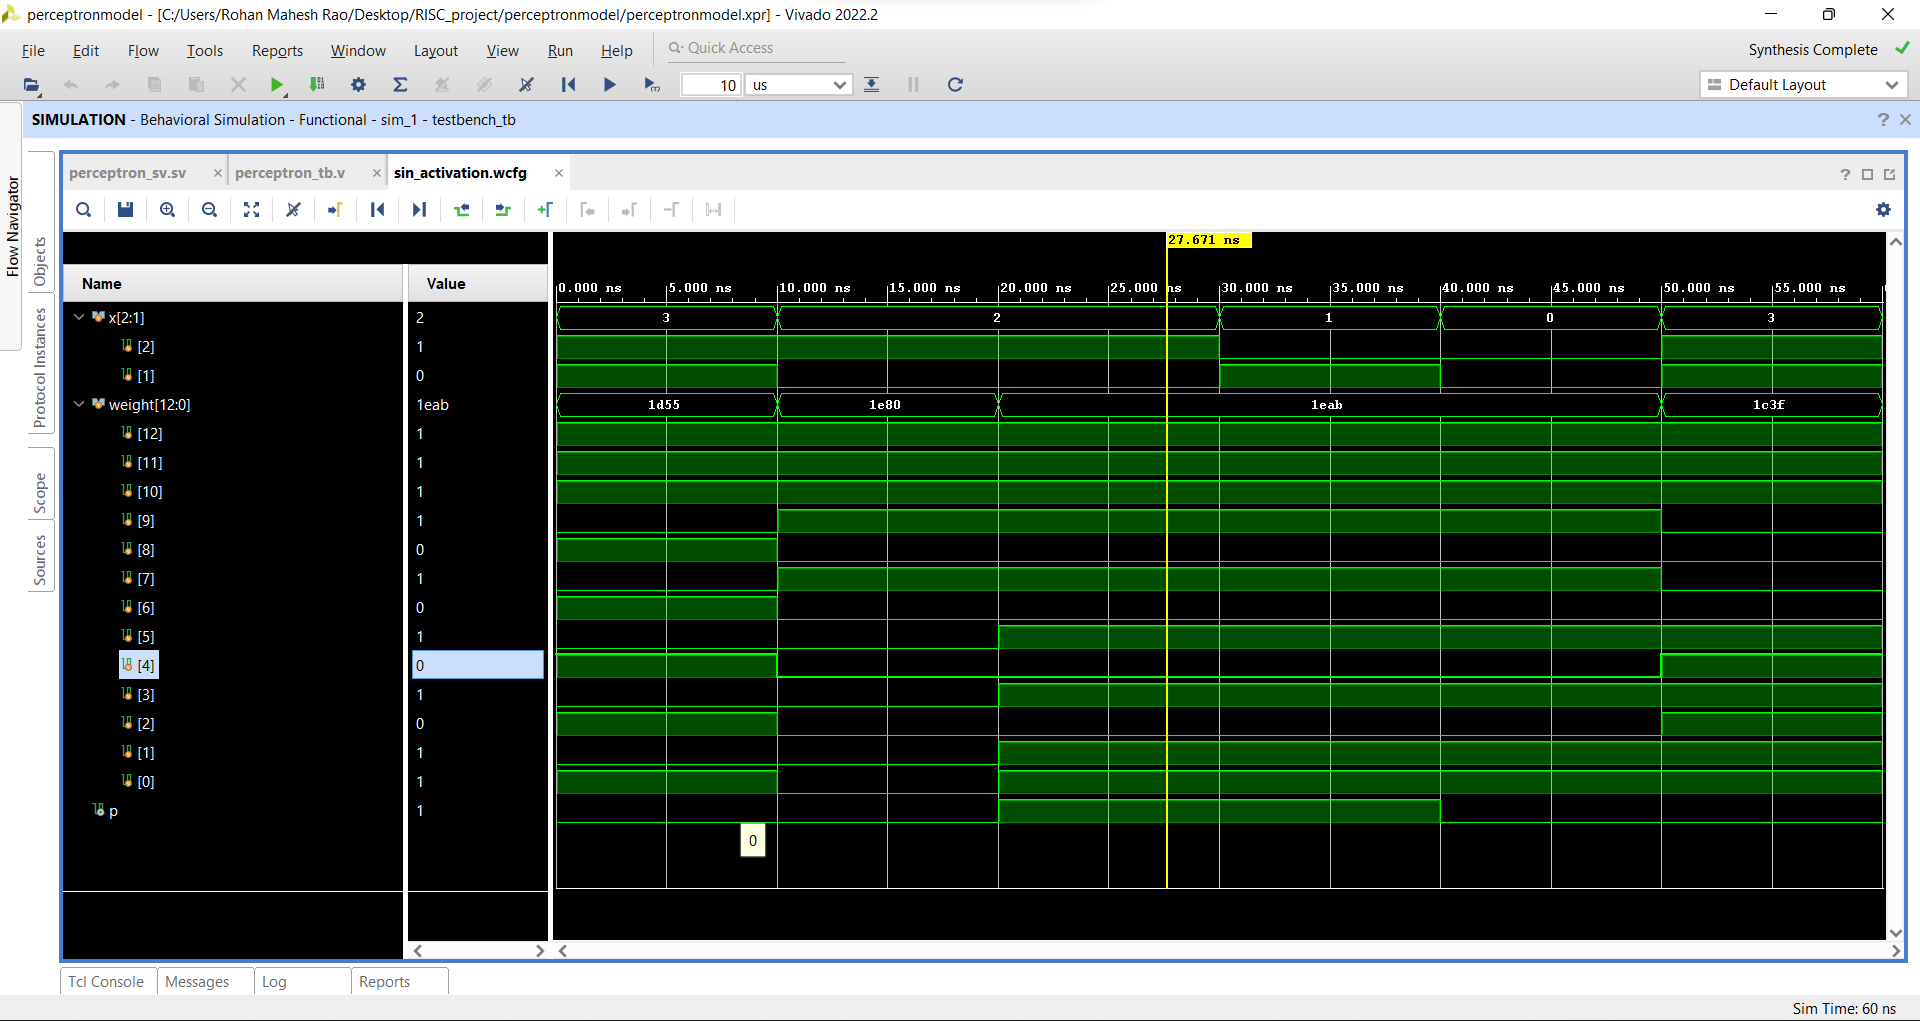 perceptronmodel - [C:/Users/Rohan Mahesh Rao/Desktop/RISC_project/perceptronmodel/perceptronmodel.xpr] - Vivado 2022.2
File Edit Flow Tools Reports Window Layout View Run Help Quick Access Synthesis Complete
10 us Default Layout
SIMULATION - Behavioral Simulation - Functional - sim_1 - testbench_tb
Flow Navigator
Objects
Protocol Instances
Scope
Sources
perceptron_sv.sv perceptron_tb.v sin_activation.wcfg
27.671 ns
Name Value
0.000 ns 5.000 ns 10.000 ns 15.000 ns 20.000 ns 25.000 ns 30.000 ns 35.000 ns 40.000 ns 45.000 ns 50.000 ns 55.000 ns
x[2:1] 2 3 2 1 0 3
[2] 1
[1] 0
weight[12:0] 1eab 1d55 1e80 1eab 1c3f
[12] 1
[11] 1
[10] 1
[9] 1
[8] 0
[7] 1
[6] 0
[5] 1
[4] 0
[3] 1
[2] 0
[1] 1
[0] 1
p 1
0
Tcl Console Messages Log Reports
Sim Time: 60 ns